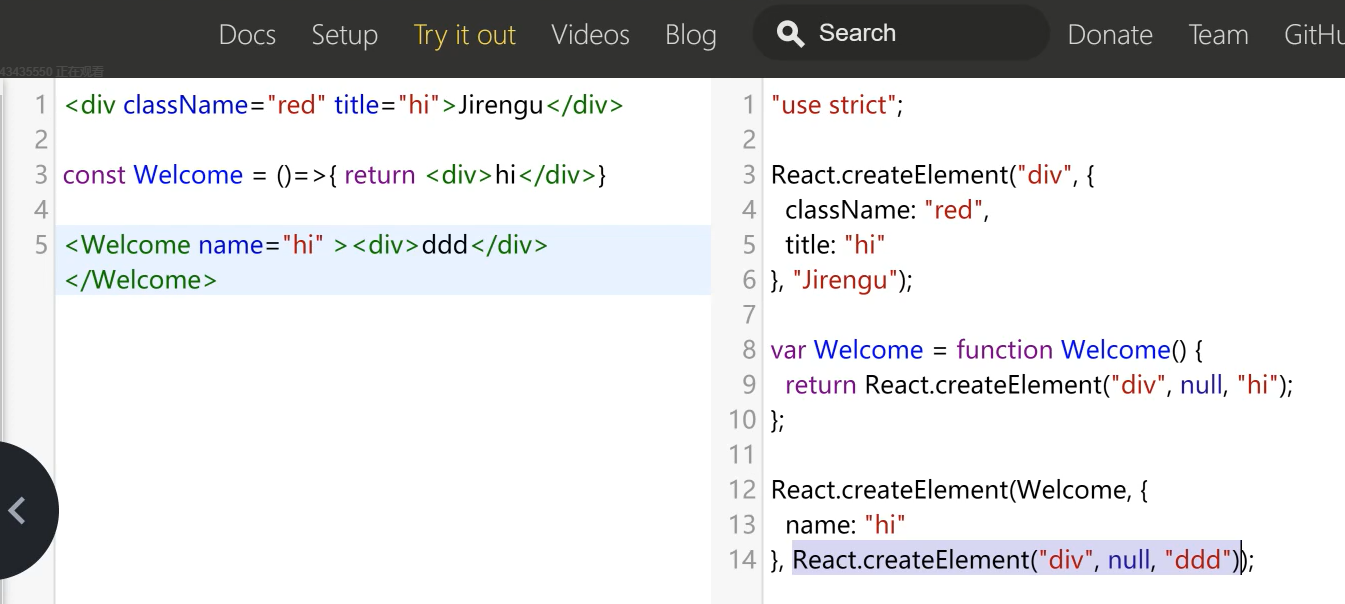 Docs Setup Try it out Videos Blog Search Donate Team GitHu
43435550 正在观看
1 <div className="red" title="hi">Jirengu</div>
2
3 const Welcome = ()=>{ return <div>hi</div>}
4
5 <Welcome name="hi" ><div>ddd</div>
</Welcome>
1 "use strict";
2
3 React.createElement("div", {
4 className: "red",
5 title: "hi"
6 }, "Jirengu");
7
8 var Welcome = function Welcome() {
9 return React.createElement("div", null, "hi");
10 };
11
12 React.createElement(Welcome, {
13 name: "hi"
14 }, React.createElement("div", null, "ddd"));